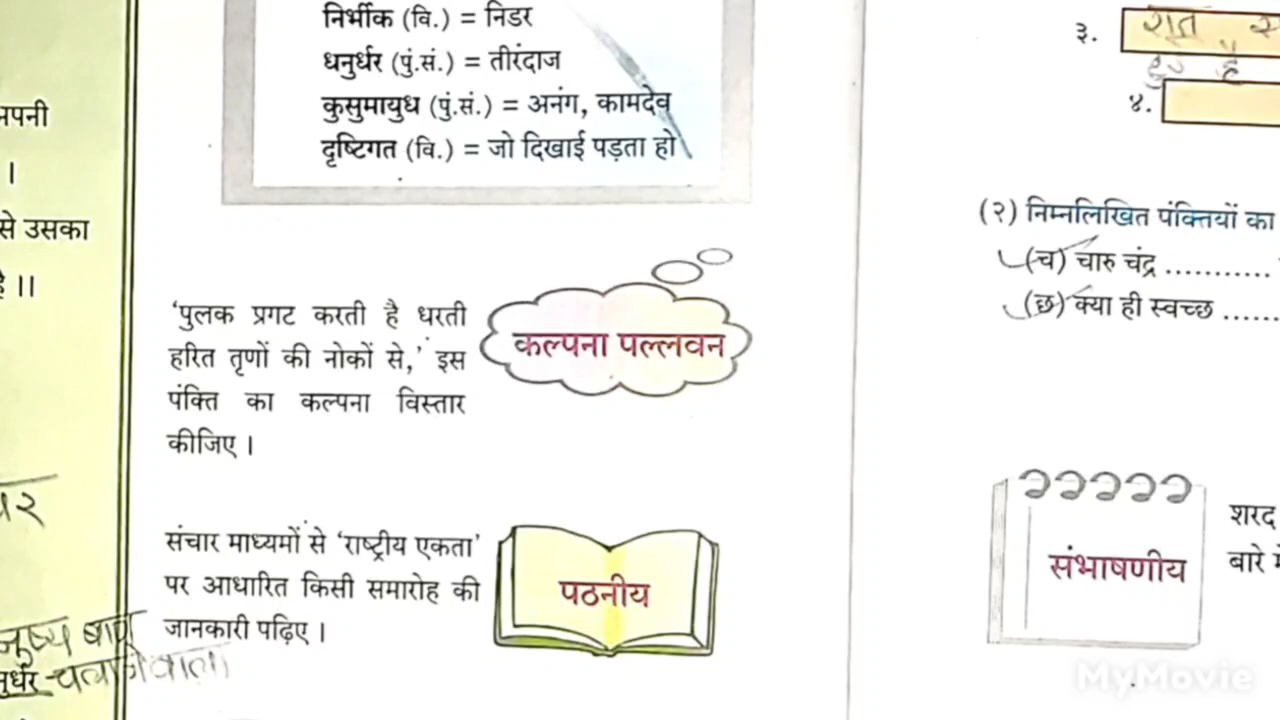 निर्भीक (वि.) = निडर
धनुर्धर (पुं.सं.) = तीरंदाज
कुसुमायुध (पुं.सं.) = अनंग, कामदेव
दृष्टिगत (वि.) = जो दिखाई पड़ता हो
से उसका
है ।।
'पुलक प्रगट करती है धरती
हरित तृणों की नोकों से,' इस
पंक्ति का कल्पना विस्तार
कीजिए ।
कल्पना पल्लवन
संचार माध्यमों से 'राष्ट्रीय एकता'
पर आधारित किसी समारोह की
जानकारी पढ़िए ।
पठनीय
बाण
चलानेवाला
३.
४.
(२) निम्नलिखित पंक्तियों का
(च) चारु चंद्र ...........
(छ) क्या ही स्वच्छ ......
संभाषणीय
शरद
बारे
MyMovie